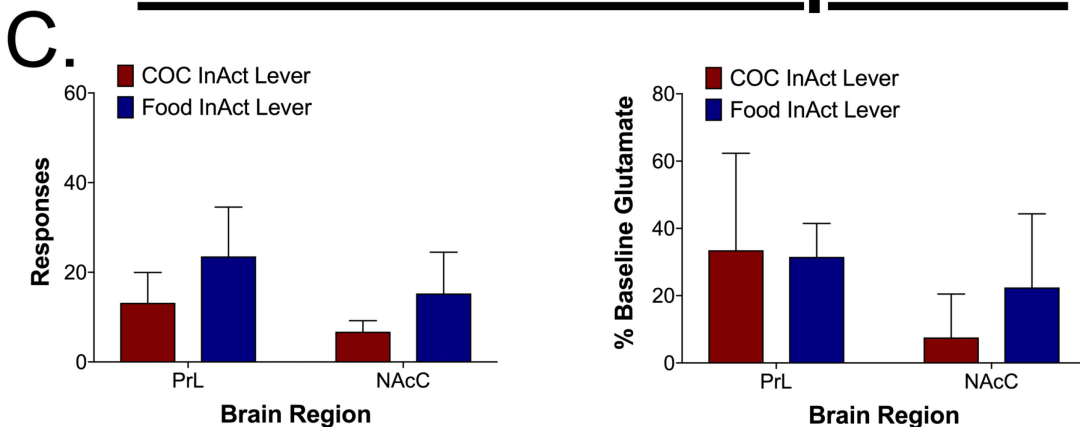 C.
COC InAct Lever
Food InAct Lever
60
40
20
0
Responses
PrL
NAcC
Brain Region
COC InAct Lever
Food InAct Lever
80
60
40
20
0
% Baseline Glutamate
PrL
NAcC
Brain Region